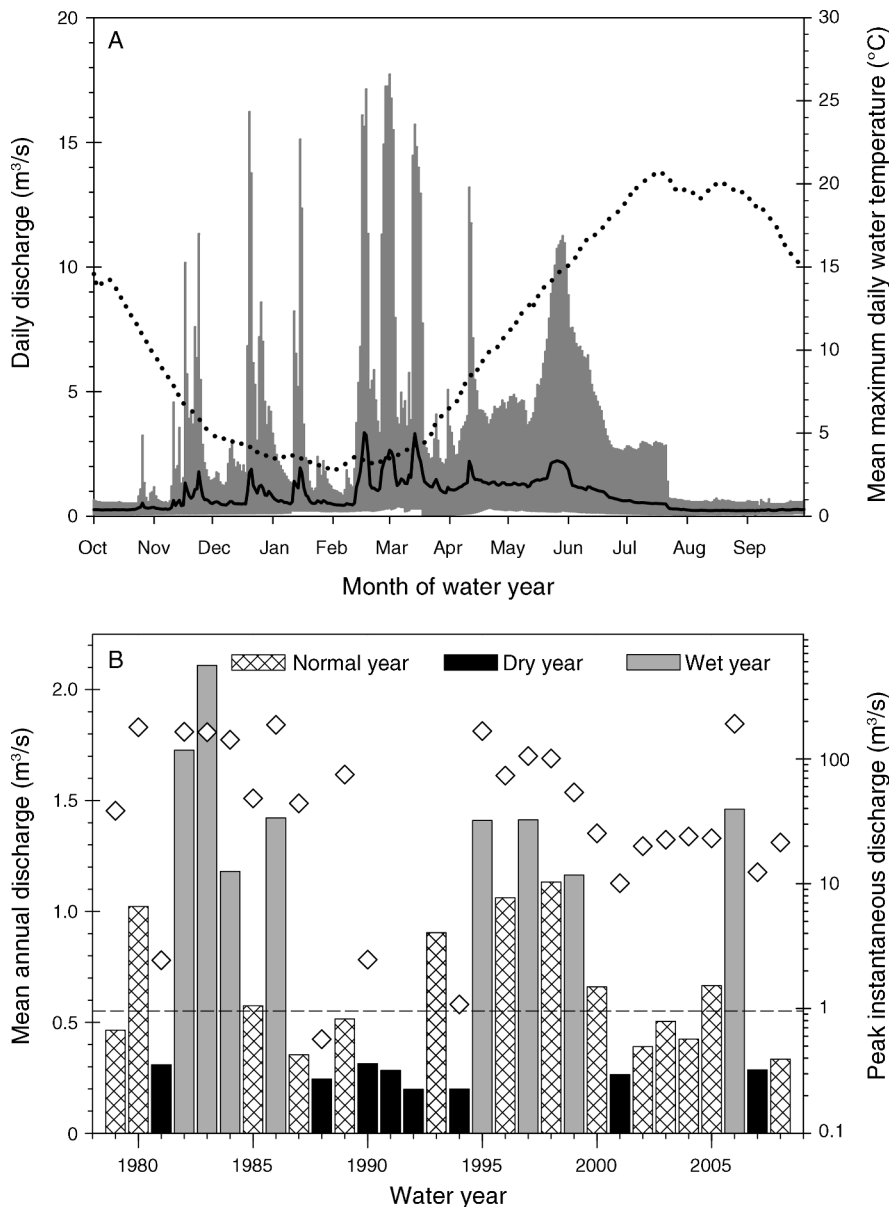 A
20
15
10
5
0
Daily discharge (m³/s)
30
25
20
15
10
5
0
Mean maximum daily water temperature (°C)
Oct Nov Dec Jan Feb Mar Apr May Jun Jul Aug Sep
Month of water year
B
Normal year Dry year Wet year
2.0
1.5
1.0
0.5
0
Mean annual discharge (m³/s)
100
10
1
0.1
Peak instantaneous discharge (m³/s)
1980 1985 1990 1995 2000 2005
Water year